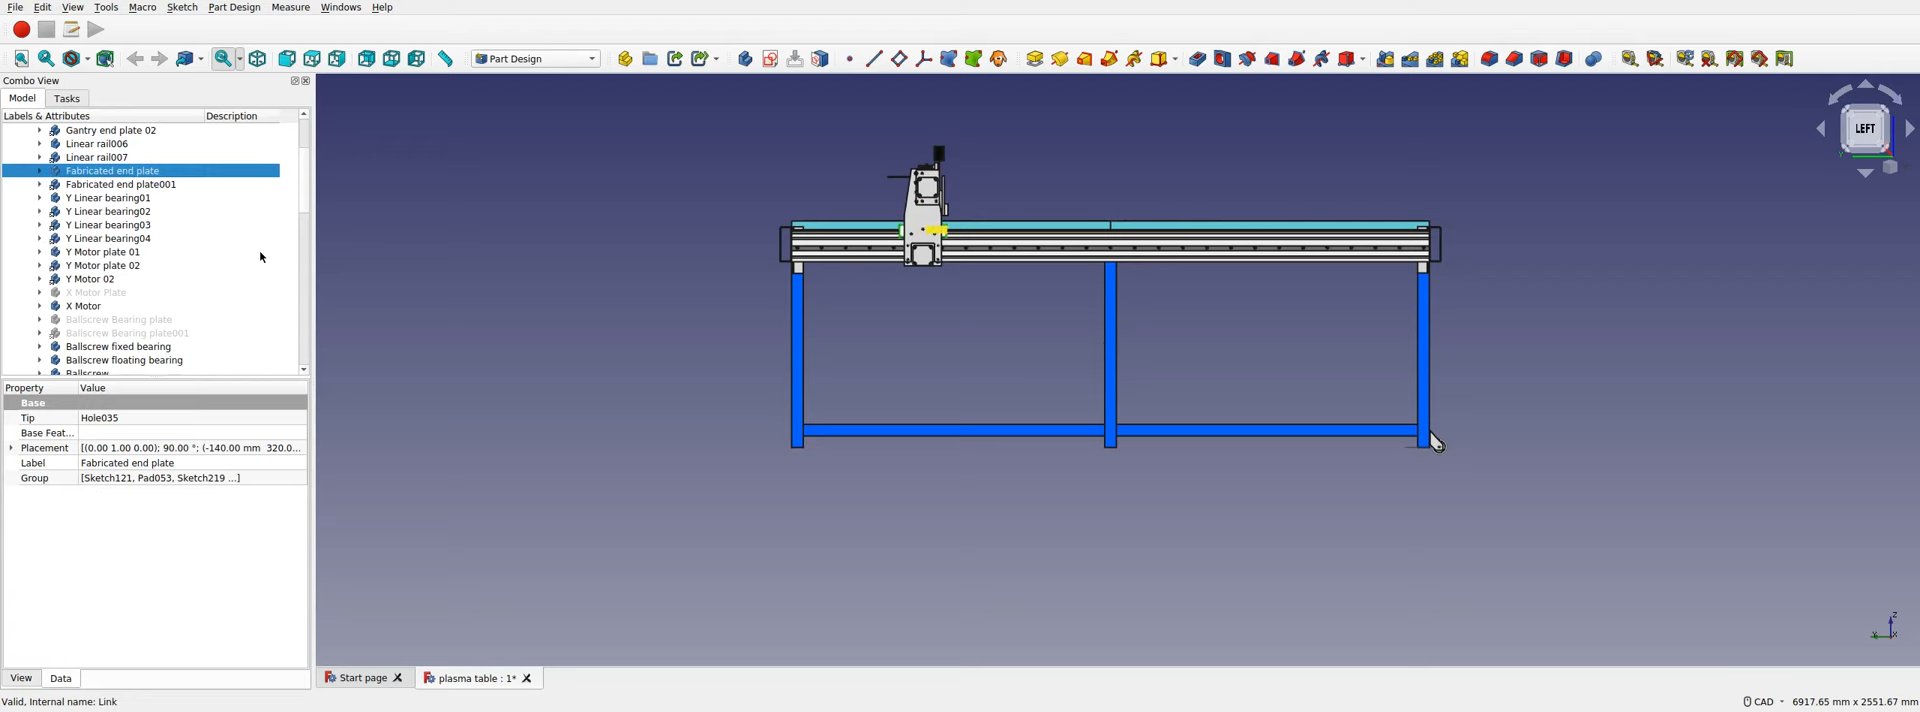 File Edit View Tools Macro Sketch Part Design Measure Windows Help
Part Design
Combo View
Model Tasks
Labels & Attributes Description
Gantry end plate 02
Linear rail006
Linear rail007
Fabricated end plate
Fabricated end plate001
Y Linear bearing01
Y Linear bearing02
Y Linear bearing03
Y Linear bearing04
Y Motor plate 01
Y Motor plate 02
Y Motor 02
X Motor Plate
X Motor
Ballscrew Bearing plate
Ballscrew Bearing plate001
Ballscrew fixed bearing
Ballscrew floating bearing
Ballscrew
Property Value
Base
Tip Hole035
Base Feat...
Placement [(0.00 1.00 0.00); 90.00 °; (-140.00 mm 320.0...
Label Fabricated end plate
Group [Sketch121, Pad053, Sketch219 ...]
View Data
LEFT
Y
Z
Y X
Start page plasma table : 1*
Valid, Internal name: Link
CAD 6917.65 mm x 2551.67 mm